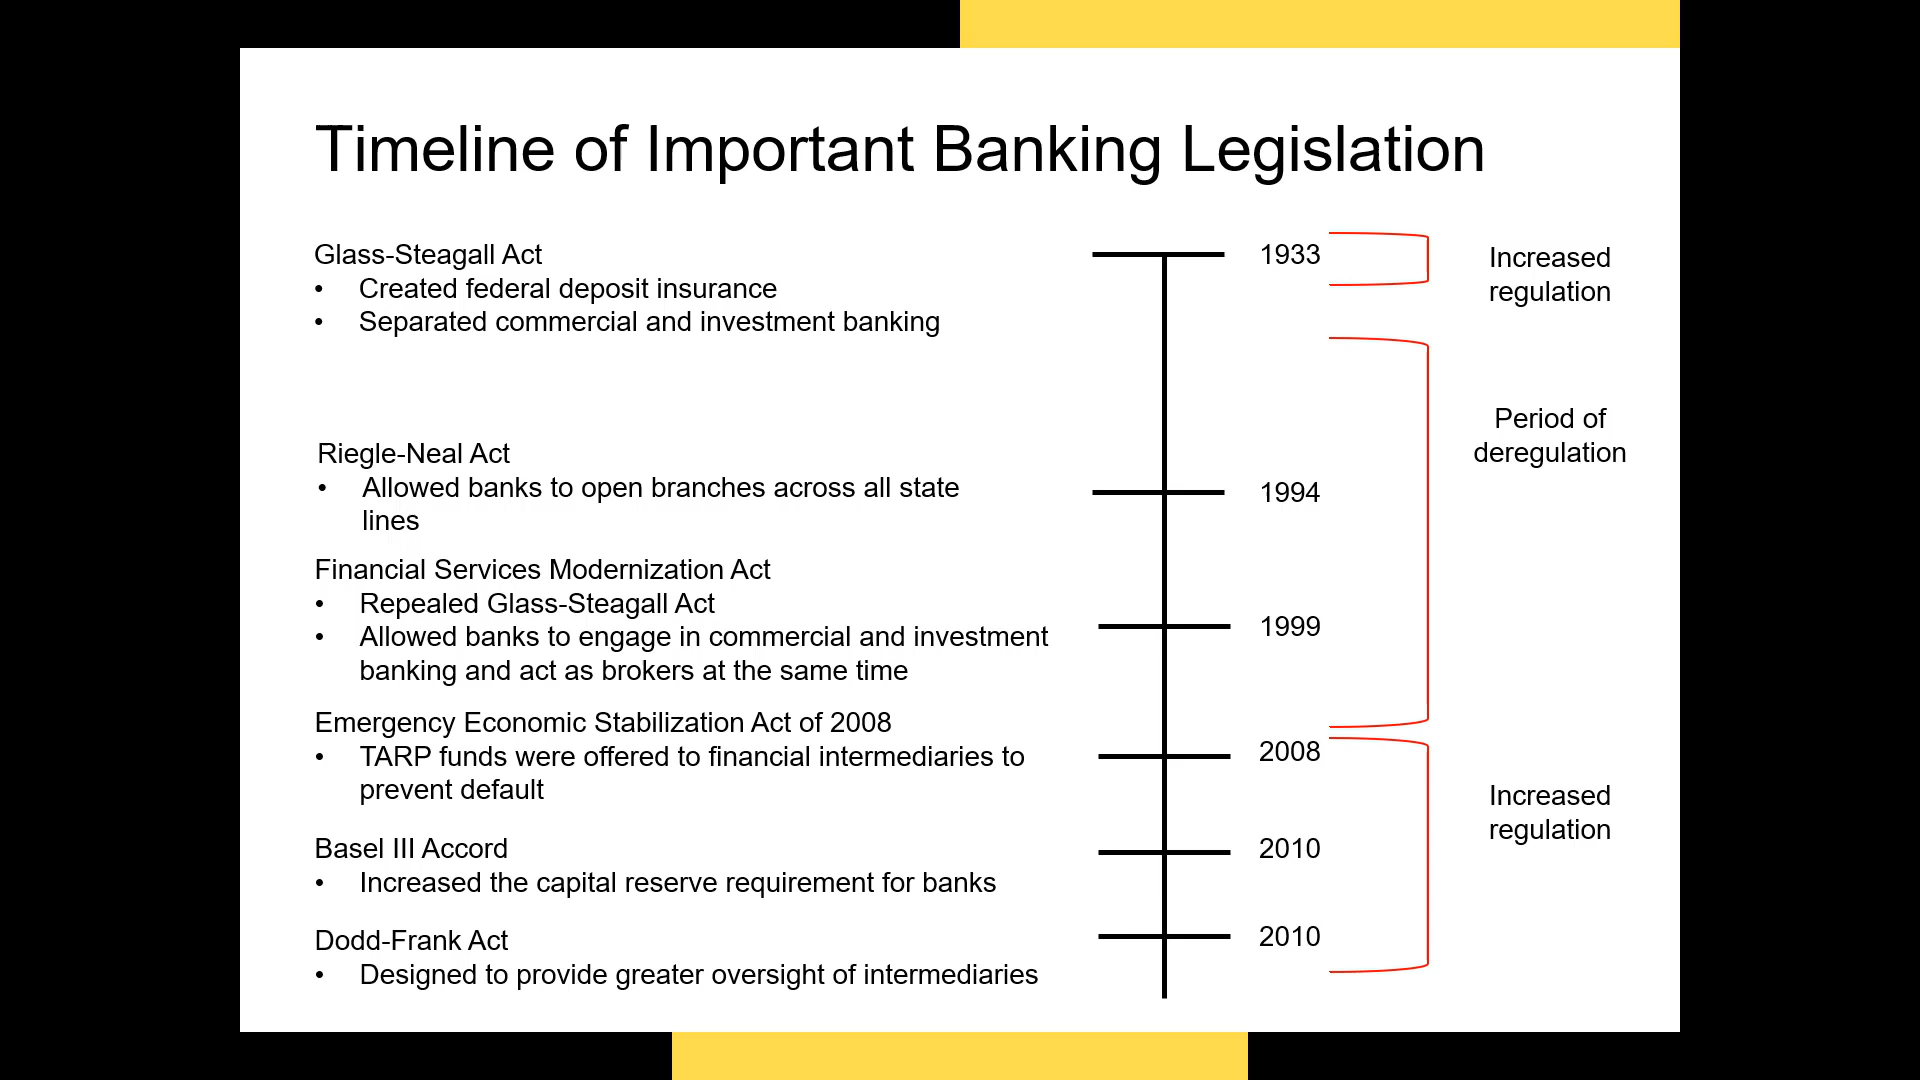 Timeline of Important Banking Legislation
Glass-Steagall Act
• Created federal deposit insurance
• Separated commercial and investment banking
1933
Increased
regulation
Period of
deregulation
Riegle-Neal Act
• Allowed banks to open branches across all state
lines
1994
Financial Services Modernization Act
• Repealed Glass-Steagall Act
• Allowed banks to engage in commercial and investment
banking and act as brokers at the same time
1999
Emergency Economic Stabilization Act of 2008
• TARP funds were offered to financial intermediaries to
prevent default
2008
Increased
regulation
Basel III Accord
• Increased the capital reserve requirement for banks
2010
Dodd-Frank Act
• Designed to provide greater oversight of intermediaries
2010